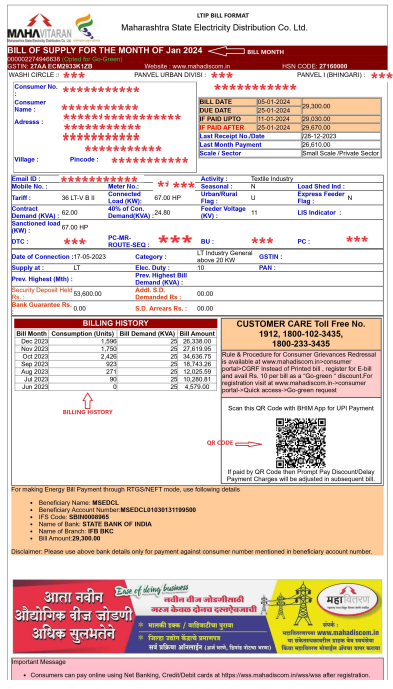 LTIP BILL FORMAT
MAHAVITARAN
Maharashtra State Electricity Distribution Co. Ltd.
BILL OF SUPPLY FOR THE MONTH OF Jan 2024
BILL MONTH
000002274946638 (Opted for Go-Green)
GSTIN: 27AA ECM2933K1ZB Website : www.mahadiscom.in HSN CODE: 27160000
WASHI CIRCLE :: *** PANVEL URBAN DIVISI : *** PANVEL I(BHINGARI) : ***
Consumer No. :
Consumer Name :
Adresss :
Village : Pincode :
BILL DATE 05-01-2024 29,300.00
DUE DATE 25-01-2024
IF PAID UPTO 11-01-2024 29,030.00
IF PAID AFTER 25-01-2024 29,670.00
Last Receipt No./Date /28-12-2023
Last Month Payment 26,610.00
Scale / Sector Small Scale /Private Sector
Email ID : Activity : Textile Industry
Mobile No. : Meter No.: Seasonal : N Load Shed Ind :
Tariff : 36 LT-V B II Connected Load (KW): 67.00 HP Urban/Rural Flag : U Express Feeder Flag : N
Contract Demand (KVA) : 62.00 40% of Con. Demand(KVA) : 24.80 Feeder Voltage (KV) : 11 LIS Indicator :
Sanctioned load (KW): 67.00 HP
DTC : *** PC-MR-ROUTE-SEQ : *** BU : *** PC : ***
Date of Connection :17-05-2023 Category : LT Industry General above 20 KW GSTIN :
Supply at : LT Elec. Duty : 10 PAN :
Prev. Highest (Mth) : Prev. Highest Bill Demand (KVA) :
Security Deposit Held Rs : 53,600.00 Addl. S.D. Demanded Rs : 00.00
Bank Guarantee Rs : 0.00 S.D. Arrears Rs. : 00.00
BILLING HISTORY
Bill Month Consumption (Units) Bill Demand (KVA) Bill Amount
Dec 2023 1,596 25 26,338.00
Nov 2023 1,750 25 27,619.95
Oct 2023 2,426 25 34,636.75
Sep 2023 923 25 18,743.26
Aug 2023 271 25 12,025.59
Jul 2023 90 25 10,280.81
Jun 2023 0 25 4,579.00
BILLING HISTORY
CUSTOMER CARE Toll Free No.
1912, 1800-102-3435,
1800-233-3435
Rule & Procedure for Consumer Grievances Redressal
is available at www.mahadiscom.in>consumer
portal>CGRF Instead of Printed bill , register for E-bill
and avail Rs. 10 per bill as a "Go-green " discount.For
registration visit at www.mahadiscom.in->consumer
portal->Quick access->Go-green request
Scan this QR Code with BHIM App for UPI Payment
QR CODE
If paid by QR Code then Prompt Pay Discount/Delay
Payment Charges will be adjusted in subsequent bill.
For making Energy Bill Payment through RTGS/NEFT mode, use following details
• Beneficiary Name: MSEDCL
• Beneficiary Account Number:MSEDCL01030131199500
• IFS Code: SBIN0008965
• Name of Bank: STATE BANK OF INDIA
• Name of Branch: IFB BKC
• Bill Amount:29,300.00
Disclaimer: Please use above bank details only for payment against consumer number mentioned in beneficiary account number.
Ease of doing business
आता नवीन
औद्योगिक वीज जोडणी
अधिक सुलभतेने
नवीन वीज जोडणीसाठी
गरज केवळ दोनच दस्तऐवजाची
महावितरण
संपर्क :
www.mahadiscom.in
Important Message
• Consumers can pay online using Net Banking, Credit/Debit cards at https://wss.mahadiscom.in/wss/wss after registration.